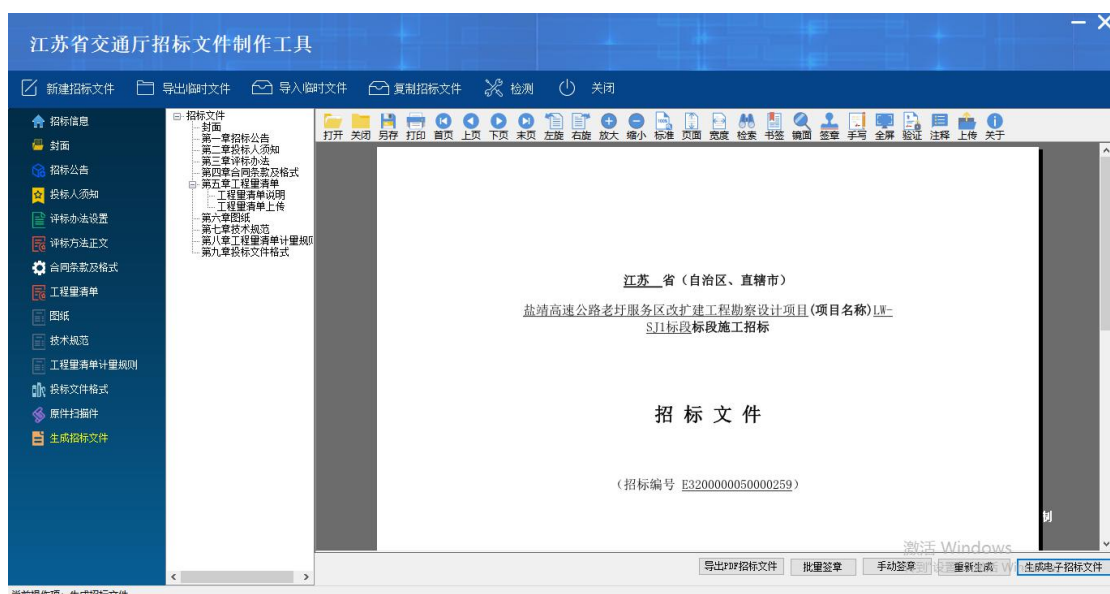 江苏省交通厅招标文件制作工具
新建招标文件 导出临时文件 导入临时文件 复制招标文件 检测 关闭
招标信息
封面
招标公告
投标人须知
评标办法设置
评标方法正文
合同条款及格式
工程量清单
图纸
技术规范
工程量清单计量规则
投标文件格式
原件扫描件
生成招标文件
招标文件
封面
第一章招标公告
第二章投标人须知
第三章评标办法
第四章合同条款及格式
第五章工程量清单
工程量清单说明
工程量清单上传
第六章图纸
第七章技术规范
第八章工程量清单计量规则
第九章投标文件格式
打开 关闭 另存 打印 首页 上页 下页 末页 左旋 右旋 放大 缩小 标准 页面 宽度 检索 书签 镜面 签章 手写 全屏 验证 注释 上传 关于
江苏 省（自治区、直辖市）
盐靖高速公路老圩服务区改扩建工程勘察设计项目(项目名称)LW-
SJ1标段标段施工招标
招 标 文 件
（招标编号 E3200000050000259）
制
激活 Windows
导出PDF招标文件 批量签章 手动签章 重新生成 生成电子招标文件
当前操作项：生成招标文件